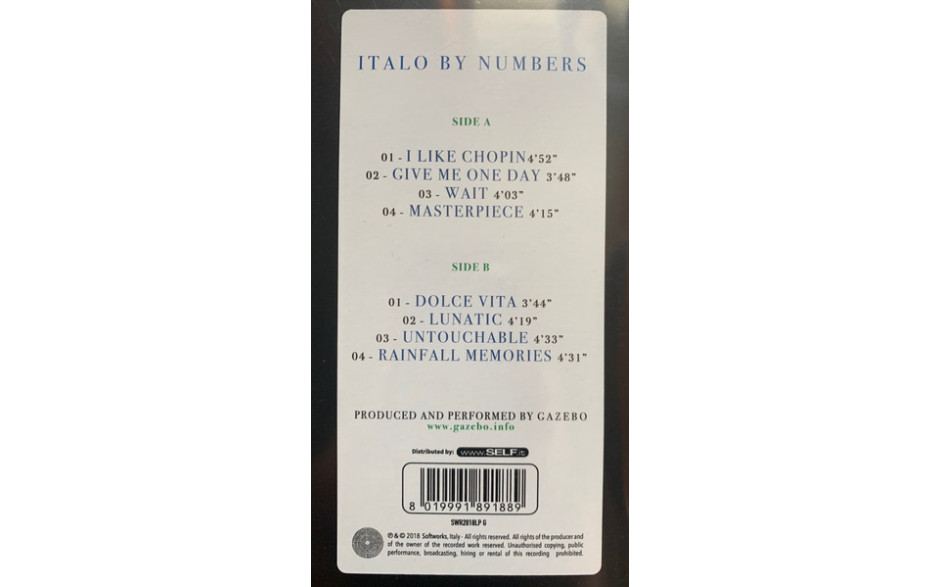 ITALO BY NUMBERS
SIDE A
01 - I LIKE CHOPIN4'52"
02 - GIVE ME ONE DAY 3'48"
03 - WAIT 4'03"
04 - MASTERPIECE 4'15"
SIDE B
01 - DOLCE VITA 3'44"
02 - LUNATIC 4'19"
03 - UNTOUCHABLE 4'33"
04 - RAINFALL MEMORIES 4'31"
PRODUCED AND PERFORMED BY GAZEBO
www.gazebo.info
Distributed by: www.SELF.it
8 019991 891889
SWR2018LP G
℗ & © 2018 Softworks, Italy - All rights reserved. All rights of the producer and
of the owner of the recorded work reserved. Unauthorised copying, public
performance, broadcasting, hiring or rental of this recording prohibited.